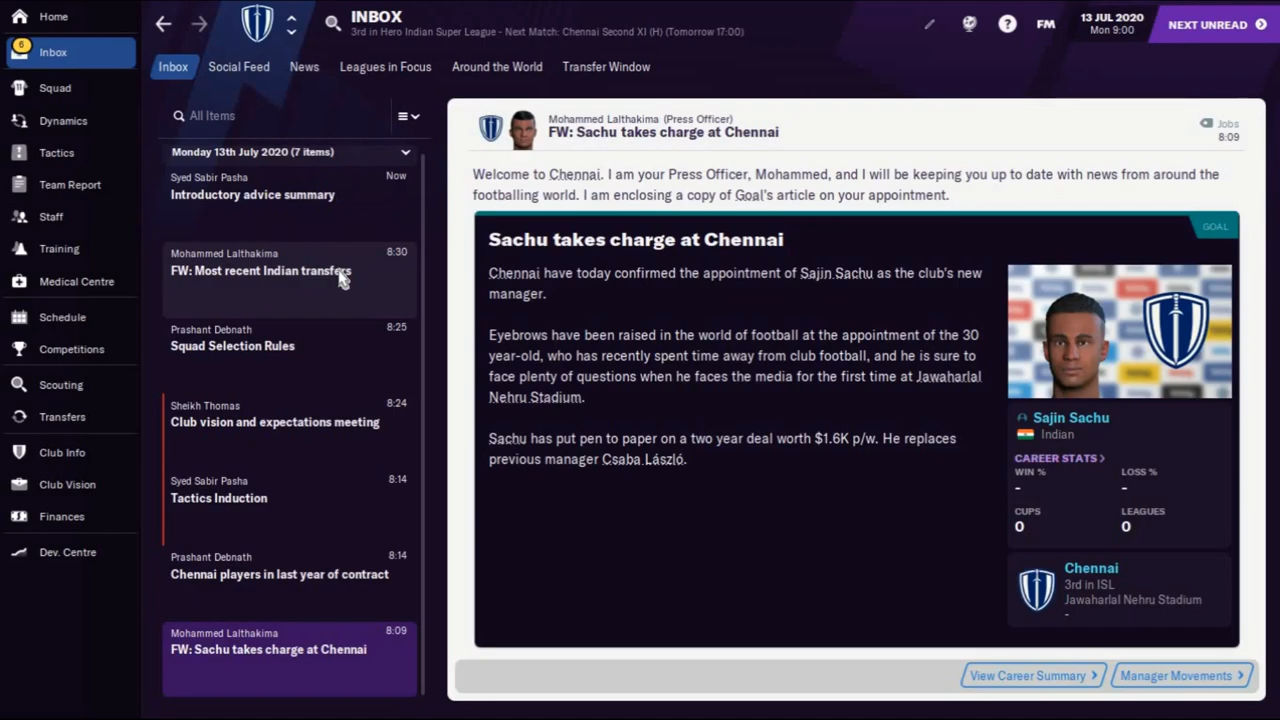 Home
6
Inbox
Squad
Dynamics
Tactics
Team Report
Staff
Training
Medical Centre
Schedule
Competitions
Scouting
Transfers
Club Info
Club Vision
Finances
Dev. Centre
INBOX
3rd in Hero Indian Super League - Next Match: Chennai Second XI (H) (Tomorrow 17:00)
?
FM
13 JUL 2020
Mon 9:00
NEXT UNREAD
Inbox
Social Feed
News
Leagues in Focus
Around the World
Transfer Window
All Items
Monday 13th July 2020 (7 items)
Syed Sabir Pasha Now
Introductory advice summary
Mohammed Lalthakima 8:30
FW: Most recent Indian transfers
Prashant Debnath 8:25
Squad Selection Rules
Sheikh Thomas 8:24
Club vision and expectations meeting
Syed Sabir Pasha 8:14
Tactics Induction
Prashant Debnath 8:14
Chennai players in last year of contract
Mohammed Lalthakima 8:09
FW: Sachu takes charge at Chennai
Mohammed Lalthakima (Press Officer)
FW: Sachu takes charge at Chennai
Jobs
8:09
Welcome to Chennai. I am your Press Officer, Mohammed, and I will be keeping you up to date with news from around the
footballing world. I am enclosing a copy of Goal's article on your appointment.
GOAL
Sachu takes charge at Chennai
Chennai have today confirmed the appointment of Sajin Sachu as the club's new
manager.
Eyebrows have been raised in the world of football at the appointment of the 30
year-old, who has recently spent time away from club football, and he is sure to
face plenty of questions when he faces the media for the first time at Jawaharlal
Nehru Stadium.
Sachu has put pen to paper on a two year deal worth $1.6K p/w. He replaces
previous manager Csaba László.
Sajin Sachu
Indian
CAREER STATS >
WIN % LOSS %
- -
CUPS LEAGUES
0 0
Chennai
3rd in ISL
Jawaharlal Nehru Stadium
-
View Career Summary >
Manager Movements >